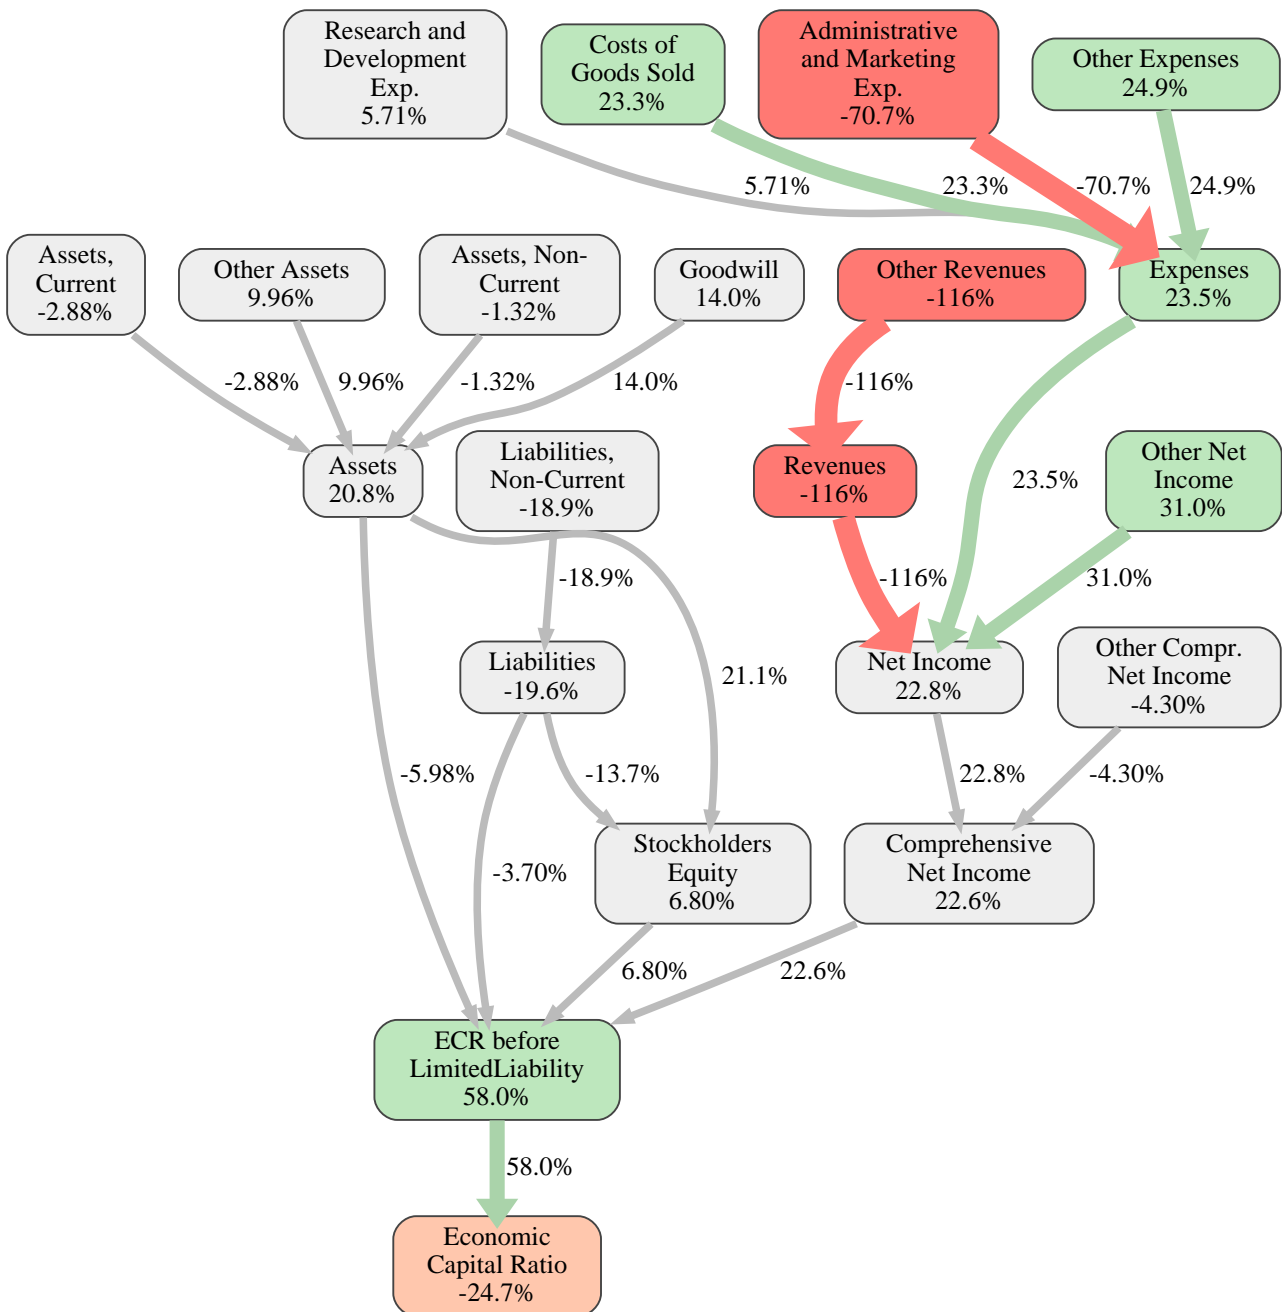 Research and
Development
Exp.
5.71%
Costs of
Goods Sold
23.3%
Administrative
and Marketing
Exp.
-70.7%
Other Expenses
24.9%
5.71%
23.3%
-70.7%
24.9%
Assets,
Current
-2.88%
Other Assets
9.96%
Assets, Non-
Current
-1.32%
Goodwill
14.0%
Other Revenues
-116%
Expenses
23.5%
-2.88%
9.96%
-1.32%
14.0%
-116%
Assets
20.8%
Liabilities,
Non-Current
-18.9%
Revenues
-116%
23.5%
Other Net
Income
31.0%
-18.9%
-116%
31.0%
Liabilities
-19.6%
21.1%
Net Income
22.8%
Other Compr.
Net Income
-4.30%
-5.98%
-13.7%
22.8%
-4.30%
-3.70%
Stockholders
Equity
6.80%
Comprehensive
Net Income
22.6%
6.80%
22.6%
ECR before
LimitedLiability
58.0%
58.0%
Economic
Capital Ratio
-24.7%